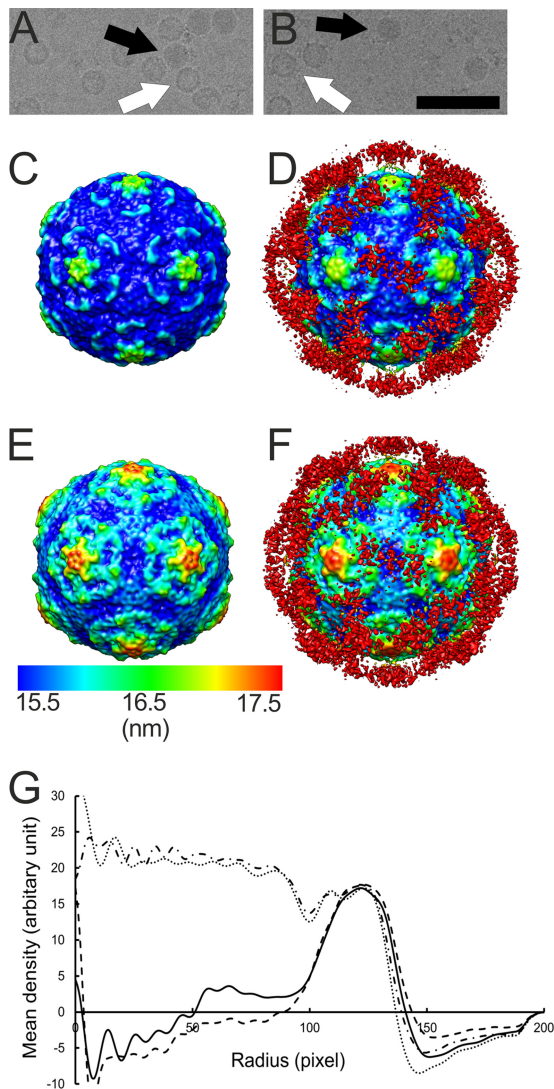 A
B
C
D
E
F
15.5 16.5 17.5
(nm)
G
Mean density (arbitary unit)
30
25
20
15
10
5
0
-5
-10
0 50 100 150 200
Radius (pixel)